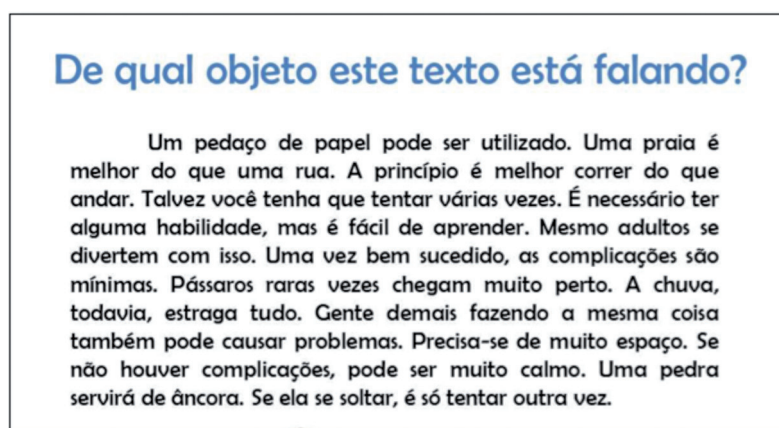 De qual objeto este texto está falando?
Um pedaço de papel pode ser utilizado. Uma praia é
melhor do que uma rua. A princípio é melhor correr do que
andar. Talvez você tenha que tentar várias vezes. É necessário ter
alguma habilidade, mas é fácil de aprender. Mesmo adultos se
divertem com isso. Uma vez bem sucedido, as complicações são
mínimas. Pássaros raras vezes chegam muito perto. A chuva,
todavia, estraga tudo. Gente demais fazendo a mesma coisa
também pode causar problemas. Precisa-se de muito espaço. Se
não houver complicações, pode ser muito calmo. Uma pedra
servirá de âncora. Se ela se soltar, é só tentar outra vez.